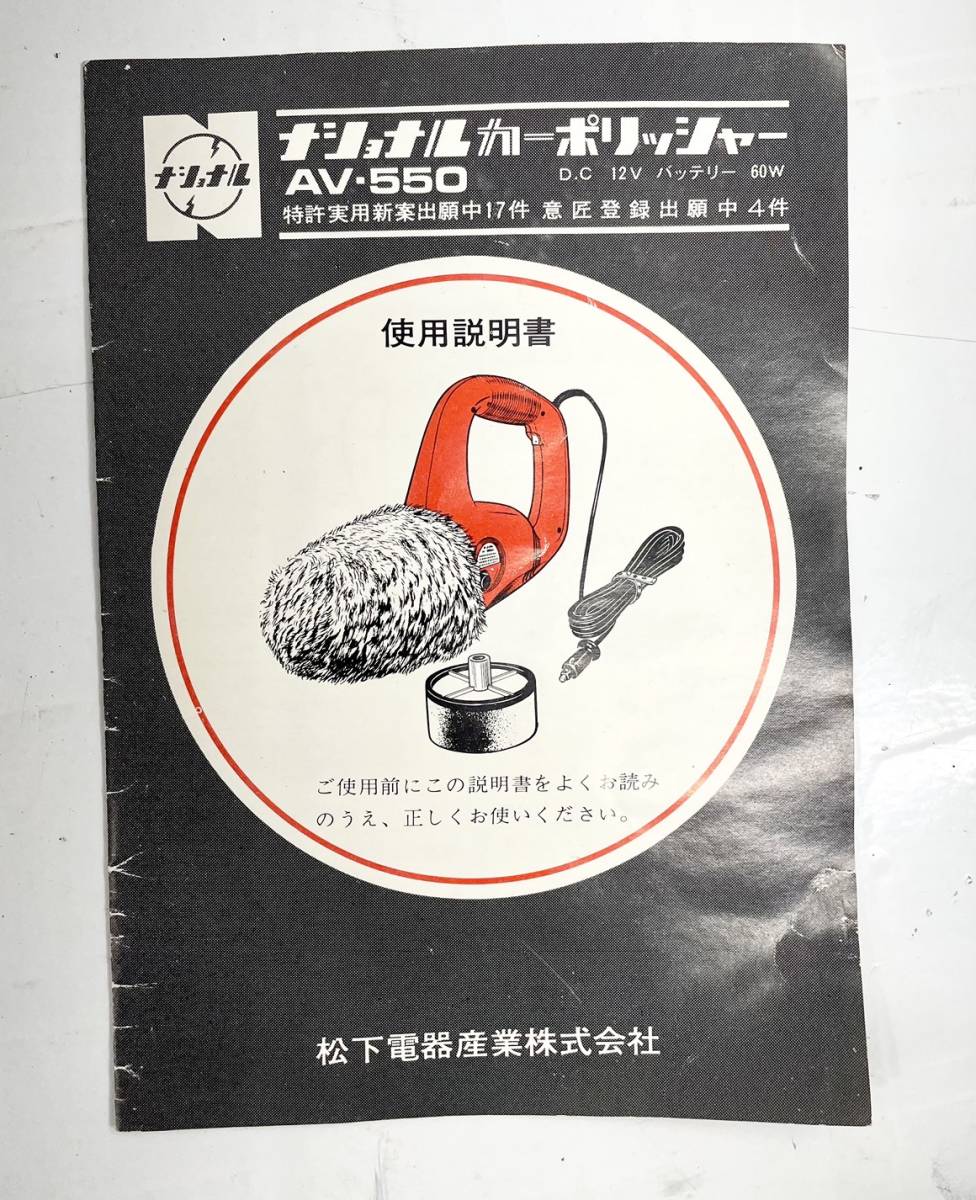 ナショナル
ナショナル カーポリッシャー
AV・550
D.C 12V バッテリー 60W
特許実用新案出願中17件 意匠登録出願中4件
使用説明書
ご使用前にこの説明書をよくお読み
のうえ、正しくお使いください。
松下電器産業株式会社